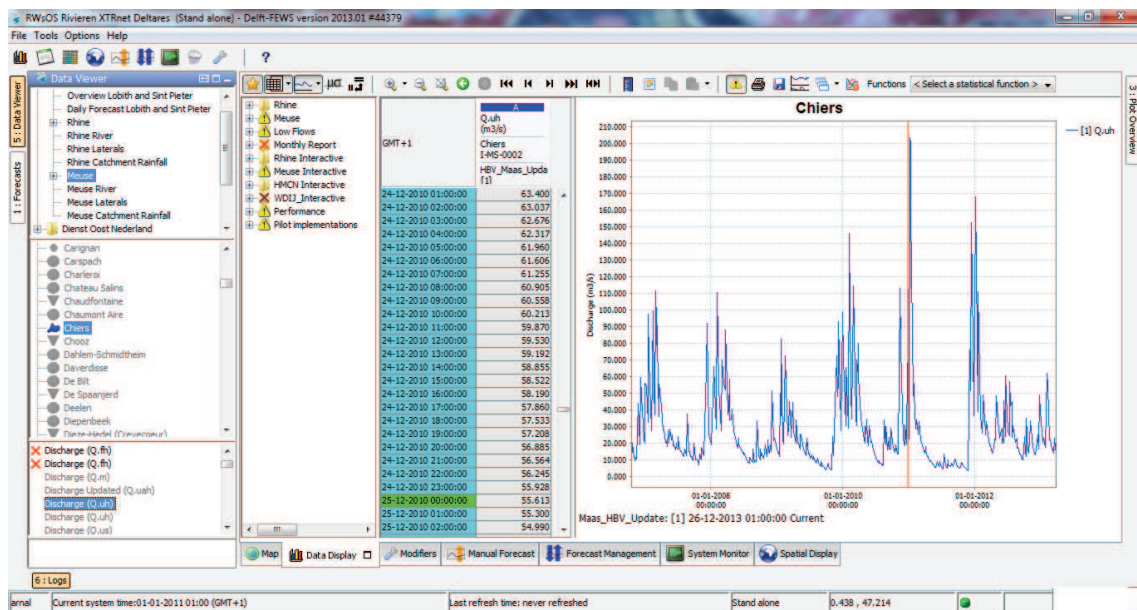 RWsOS Rivieren XTRnet Deltares (Stand alone) - Delft-FEWS version 2013.01 #44379
File Tools Options Help
?
5 : Data Viewer
1 : Forecasts
Data Viewer
Overview Lobith and Sint Pieter
Daily Forecast Lobith and Sint Pieter
Rhine
Rhine River
Rhine Laterals
Rhine Catchment Rainfall
Meuse
Meuse River
Meuse Laterals
Meuse Catchment Rainfall
Dienst Oost Nederland
Carignan
Carspach
Charleroi
Chateau Salins
Chaudfontaine
Chaumont Aire
Chiers
Chooz
Dahlem-Schmidtheim
Daverdisse
De Bilt
De Spaanjerd
Deelen
Diepenbeek
Dieze-Hedel (Crevecoeur)
Discharge (Q.fh)
Discharge (Q.fh)
Discharge (Q.m)
Discharge Updated (Q.uah)
Discharge (Q.uh)
Discharge (Q.uh)
Discharge (Q.us)
6 : Logs
Functions < Select a statistical function >
Rhine
Meuse
Low Flows
Monthly Report
Rhine Interactive
Meuse Interactive
HMCN Interactive
WDIJ_Interactive
Performance
Pilot implementations
A
GMT+1
Q.uh
(m3/s)
Chiers
I-MS-0002
HBV_Maas_Upda
[1]
24-12-2010 01:00:00 63.400
24-12-2010 02:00:00 63.037
24-12-2010 03:00:00 62.676
24-12-2010 04:00:00 62.317
24-12-2010 05:00:00 61.960
24-12-2010 06:00:00 61.606
24-12-2010 07:00:00 61.255
24-12-2010 08:00:00 60.905
24-12-2010 09:00:00 60.558
24-12-2010 10:00:00 60.213
24-12-2010 11:00:00 59.870
24-12-2010 12:00:00 59.530
24-12-2010 13:00:00 59.192
24-12-2010 14:00:00 58.855
24-12-2010 15:00:00 58.522
24-12-2010 16:00:00 58.190
24-12-2010 17:00:00 57.860
24-12-2010 18:00:00 57.533
24-12-2010 19:00:00 57.208
24-12-2010 20:00:00 56.885
24-12-2010 21:00:00 56.564
24-12-2010 22:00:00 56.245
24-12-2010 23:00:00 55.928
25-12-2010 00:00:00 55.613
25-12-2010 01:00:00 55.300
25-12-2010 02:00:00 54.990
Chiers
[1] Q.uh
Discharge (m3/s)
210.000
200.000
190.000
180.000
170.000
160.000
150.000
140.000
130.000
120.000
110.000
100.000
90.000
80.000
70.000
60.000
50.000
40.000
30.000
20.000
10.000
0.000
01-01-2008 01-01-2010 01-01-2012
00:00:00 00:00:00 00:00:00
Maas_HBV_Update: [1] 26-12-2013 01:00:00 Current
3 : Plot Overview
Map Data Display Modifiers Manual Forecast Forecast Management System Monitor Spatial Display
arnal Current system time:01-01-2011 01:00 (GMT+1) Last refresh time: never refreshed Stand alone 0.438 , 47.214